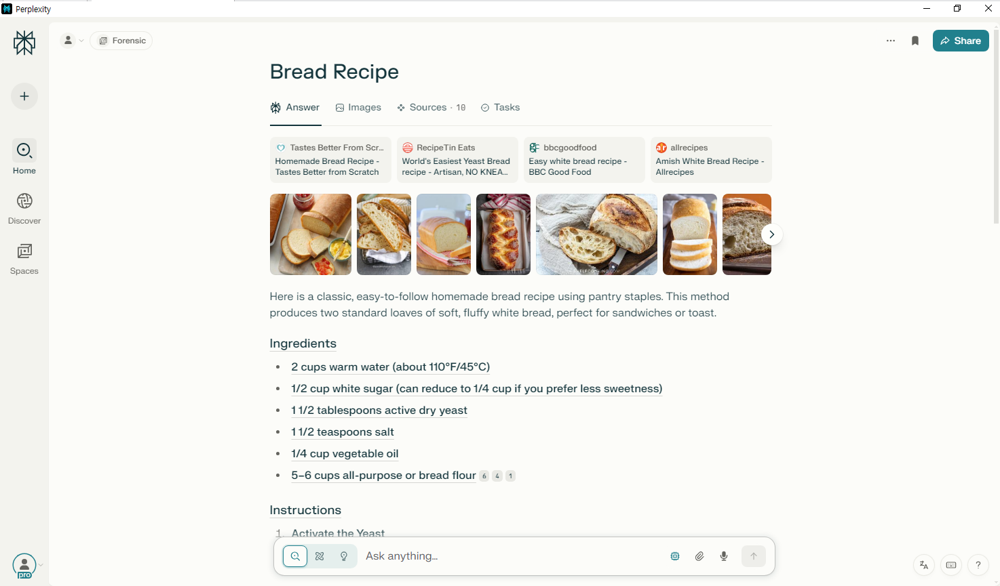 Perplexity
Forensic
Share
Bread Recipe
Answer
Images
Sources · 10
Tasks
Tastes Better From Scr...
Homemade Bread Recipe -
Tastes Better from Scratch
RecipeTin Eats
World's Easiest Yeast Bread
recipe - Artisan, NO KNEA...
bbcgoodfood
Easy white bread recipe -
BBC Good Food
allrecipes
Amish White Bread Recipe -
Allrecipes
Here is a classic, easy-to-follow homemade bread recipe using pantry staples. This method
produces two standard loaves of soft, fluffy white bread, perfect for sandwiches or toast.
Ingredients
• 2 cups warm water (about 110°F/45°C)
• 1/2 cup white sugar (can reduce to 1/4 cup if you prefer less sweetness)
• 1 1/2 tablespoons active dry yeast
• 1 1/2 teaspoons salt
• 1/4 cup vegetable oil
• 5–6 cups all-purpose or bread flour 6 4 1
Instructions
1. Activate the Yeast
Ask anything...
Home
Discover
Spaces
pro
?